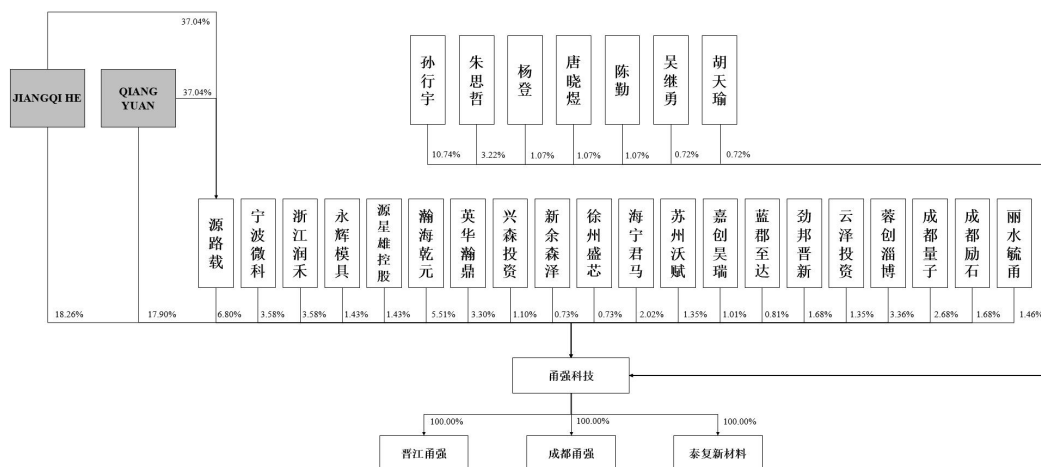 37.04%
JIANGQI HE
QIANG
YUAN
37.04%
孙行宇
朱思哲
杨登
唐晓煜
陈勤
吴继勇
胡天瑜
10.74%
3.22%
1.07%
1.07%
1.07%
0.72%
0.72%
源路载
宁波微科
浙江润禾
永辉模具
源星雄控股
瀚海乾元
英华瀚鼎
兴森投资
新余森泽
徐州盛芯
海宁君马
苏州沃赋
嘉创昊瑞
蓝郡至达
劲邦晋新
云泽投资
蓉创淄博
成都量子
成都励石
丽水毓甬
18.26%
17.90%
6.80%
3.58%
3.58%
1.43%
1.43%
5.51%
3.30%
1.10%
0.73%
0.73%
2.02%
1.35%
1.01%
0.81%
1.68%
1.35%
3.36%
2.68%
1.68%
1.46%
甬强科技
100.00%
100.00%
100.00%
晋江甬强
成都甬强
泰复新材料